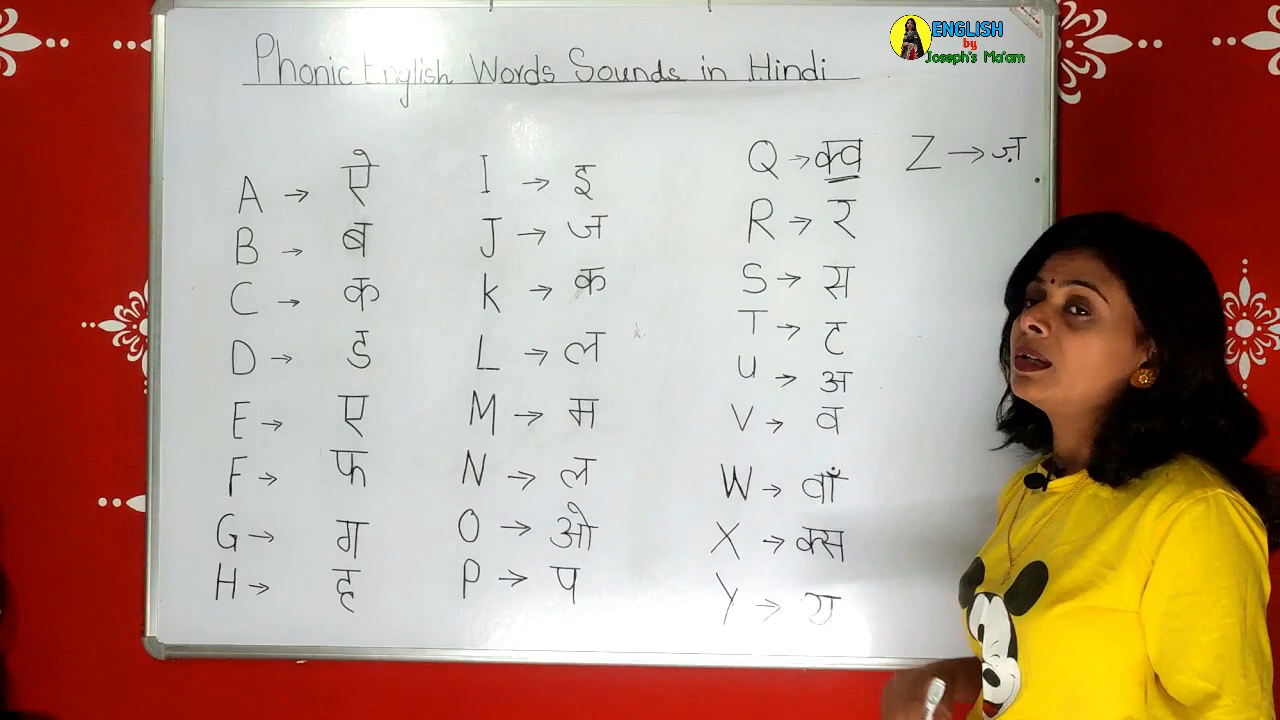 Phonic English Words Sounds in Hindi
ENGLISH
by
Joseph's Ma'am
A → ऐ
B → ब
C → क
D → ड
E → ए
F → फ
G → ग
H → ह
I → इ
J → ज
K → क
L → ल
M → म
N → ल
O → ओ
P → प
Q → क्व
R → र
S → स
T → ट
U → अ
V → व
W → वाँ
X → क्स
Y → य
Z → ज़